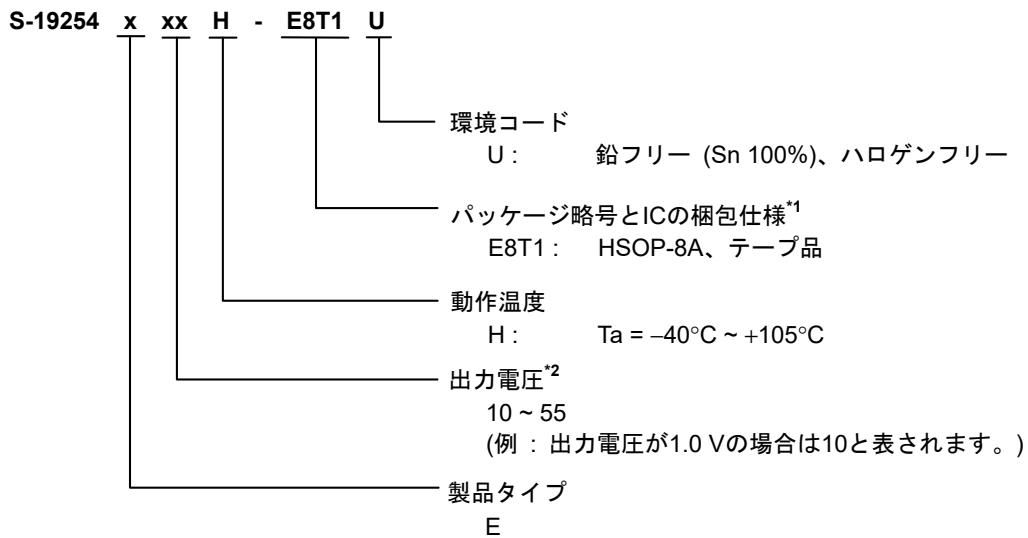 S-19254 x xx H - E8T1 U
環境コード
U : 鉛フリー (Sn 100%)、ハロゲンフリー
パッケージ略号とICの梱包仕様*1
E8T1 : HSOP-8A、テープ品
動作温度
H : Ta = −40°C ~ +105°C
出力電圧*2
10 ~ 55
(例 : 出力電圧が1.0 Vの場合は10と表されます。)
製品タイプ
E